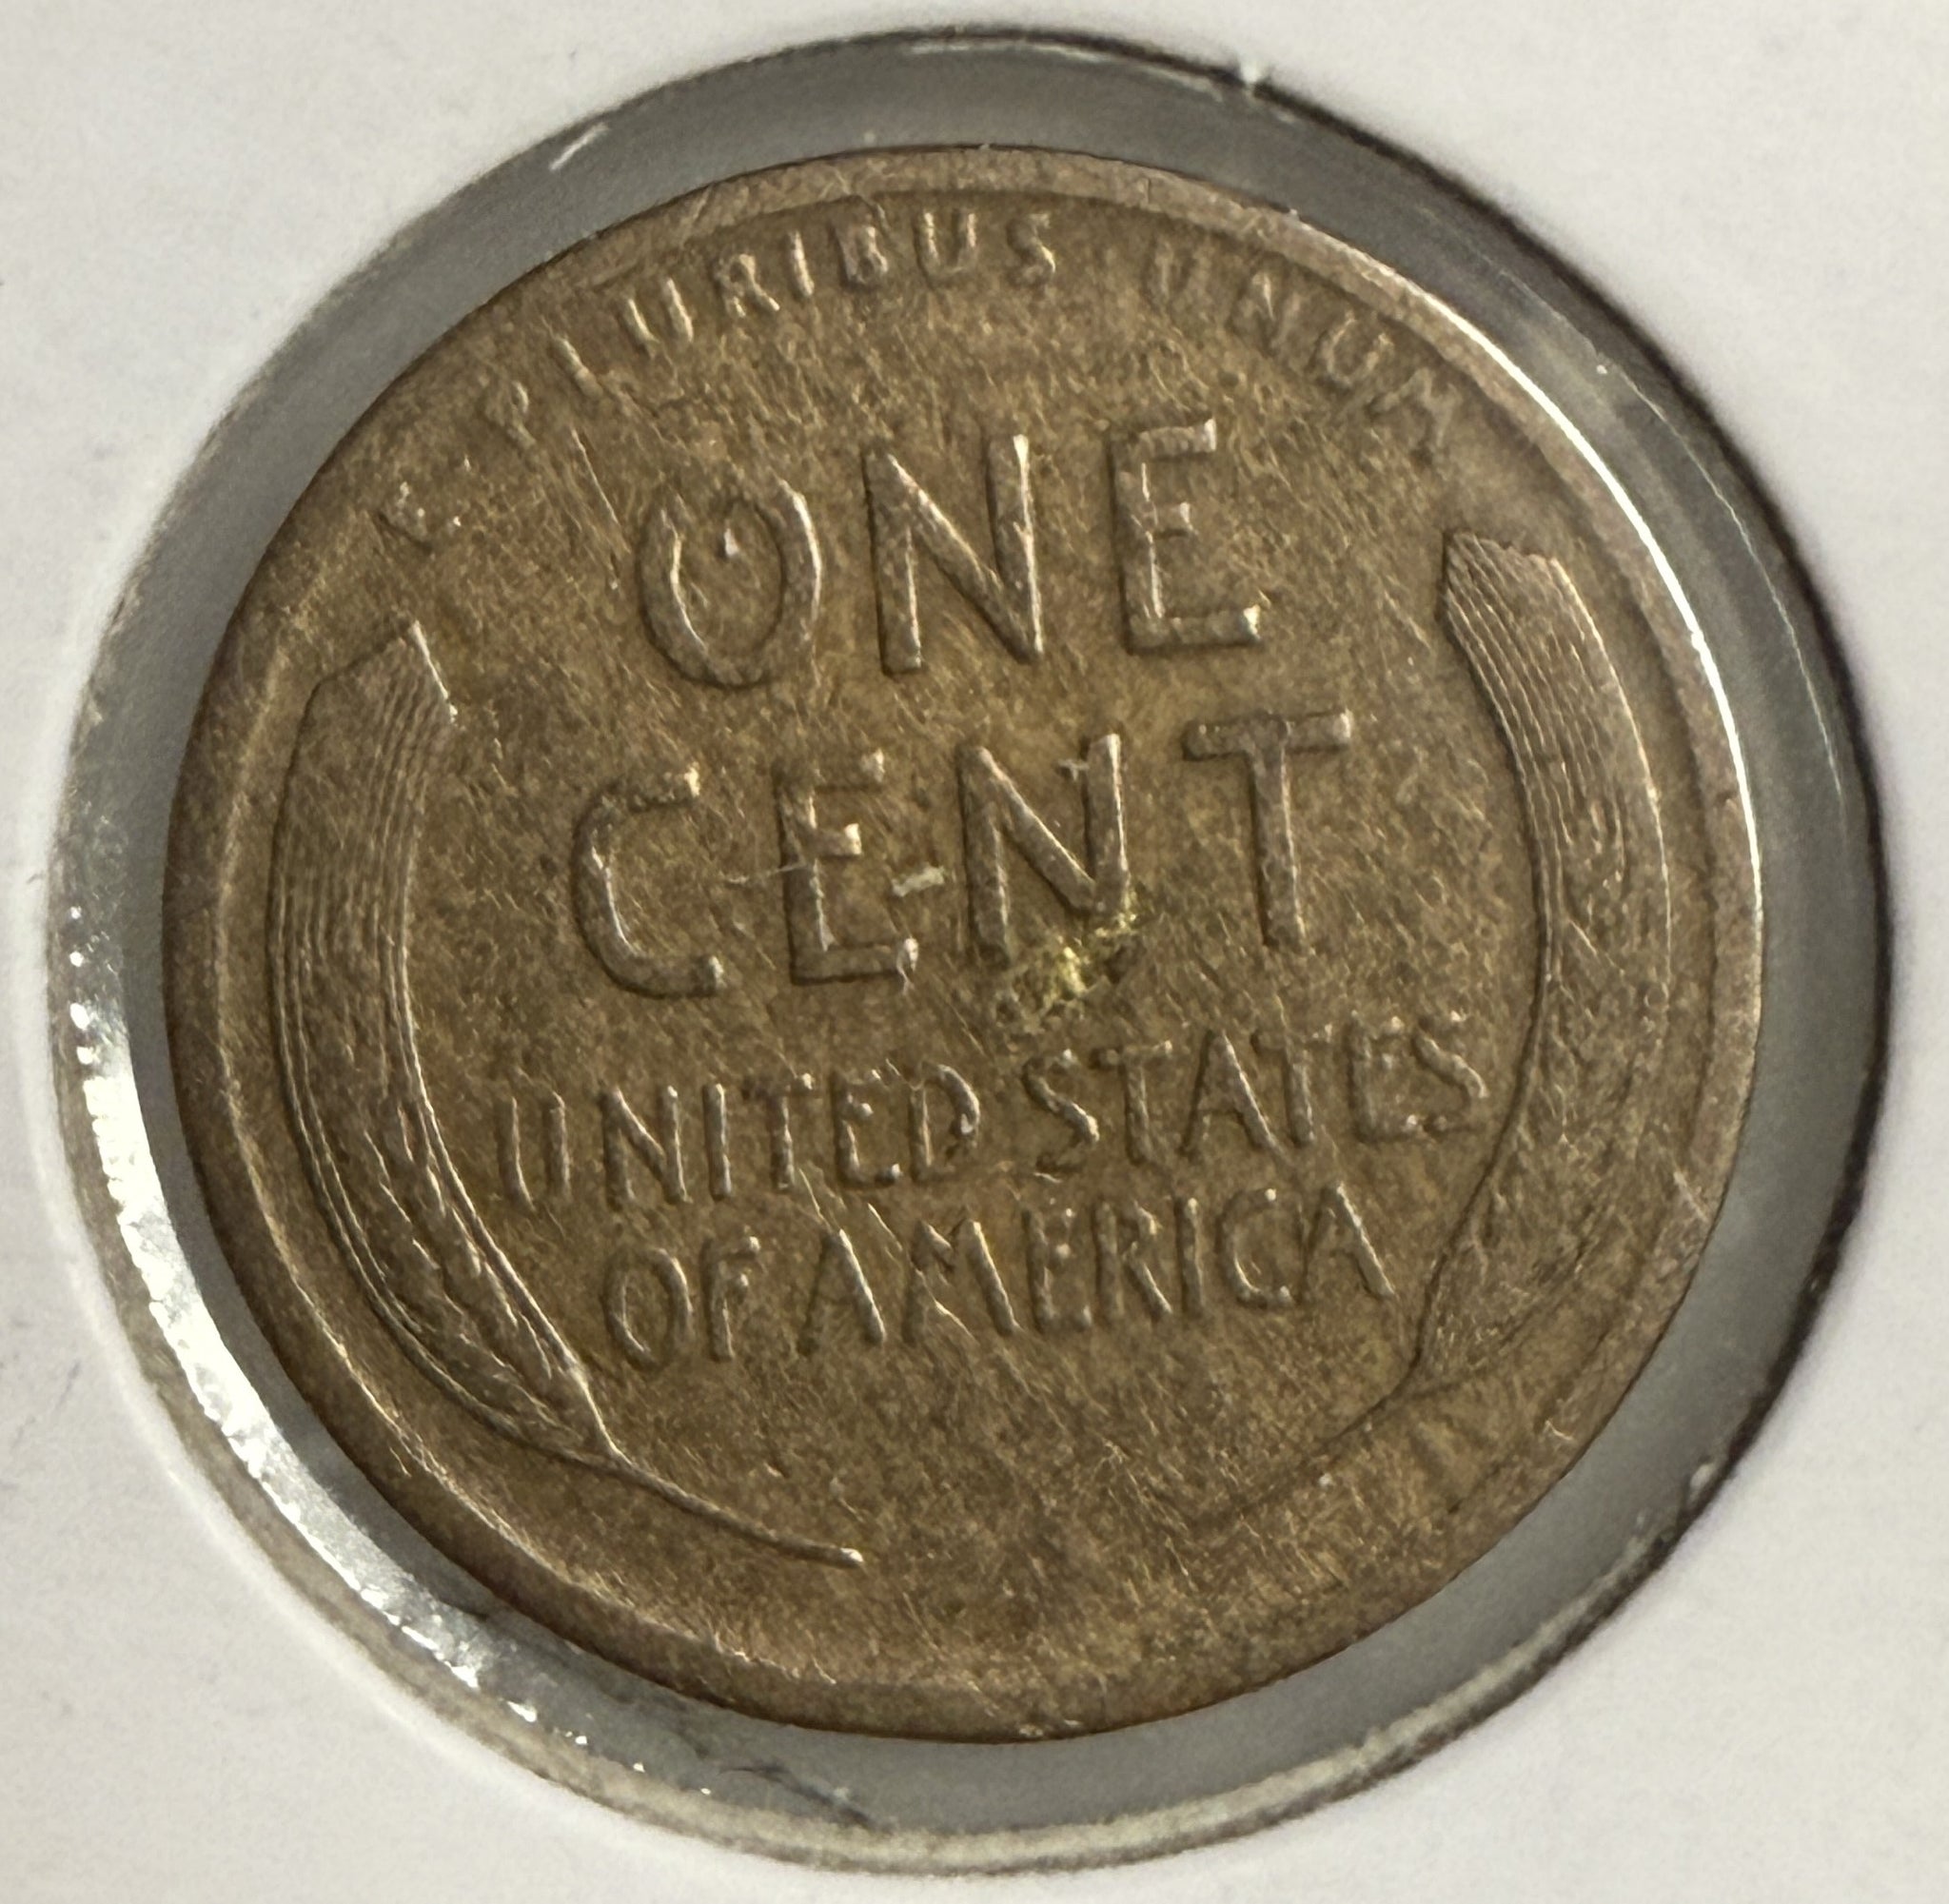 E · PLURIBUS · UNUM
ONE
CENT
UNITED STATES
OF AMERICA